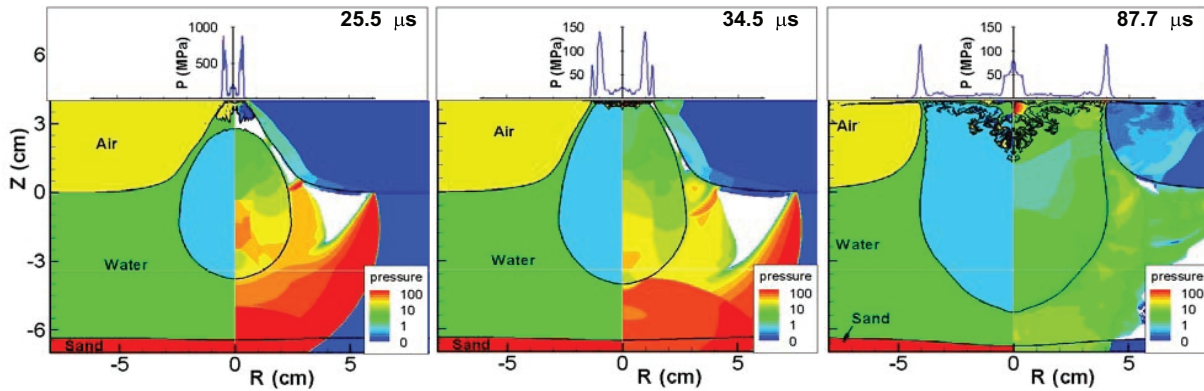 25.5 μs
1000
500
P (MPa)
6
3
0
-3
-6
Z (cm)
Air
Water
Sand
pressure
100
10
1
0
-5
0
5
R (cm)
34.5 μs
150
100
50
P (MPa)
Air
Water
Sand
pressure
100
10
1
0
-5
0
5
R (cm)
87.7 μs
150
100
50
P (MPa)
Air
Water
Sand
pressure
100
10
1
0
-5
0
5
R (cm)